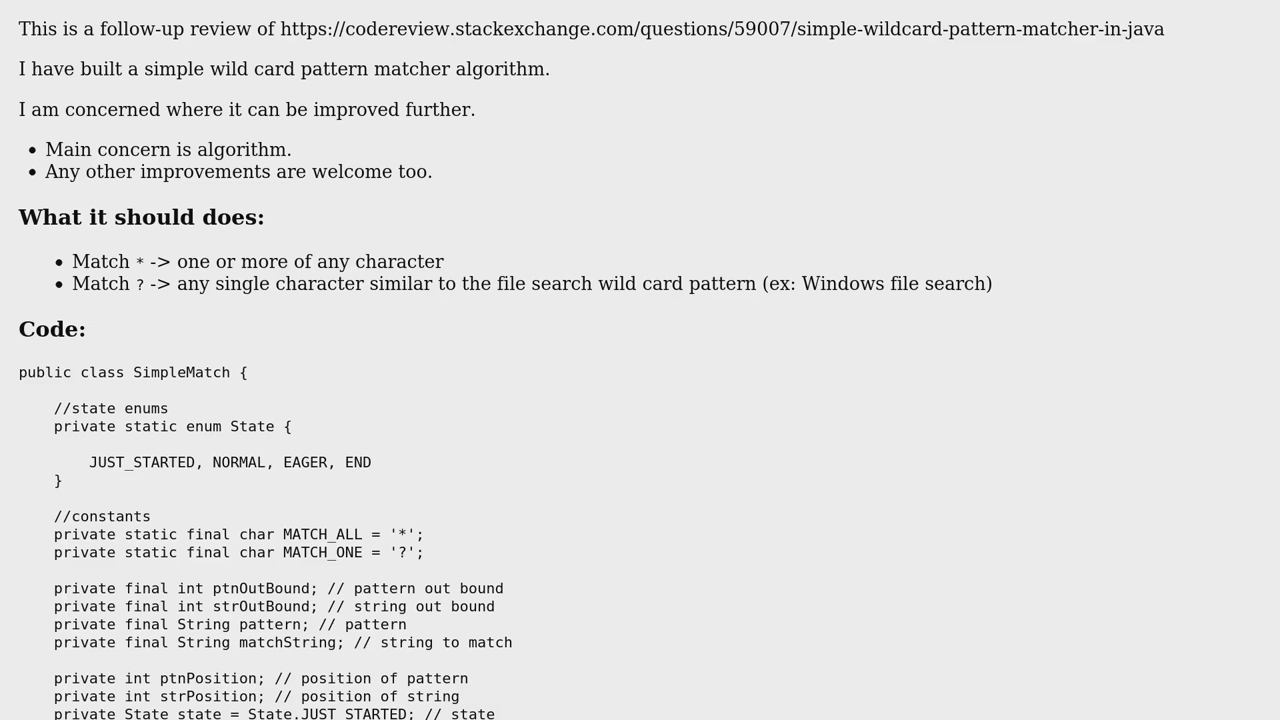 This is a follow-up review of https://codereview.stackexchange.com/questions/59007/simple-wildcard-pattern-matcher-in-java
I have built a simple wild card pattern matcher algorithm.
I am concerned where it can be improved further.
• Main concern is algorithm.
• Any other improvements are welcome too.
What it should does:
• Match * -> one or more of any character
• Match ? -> any single character similar to the file search wild card pattern (ex: Windows file search)
Code:
public class SimpleMatch {
    //state enums
    private static enum State {
        JUST_STARTED, NORMAL, EAGER, END
    }
    //constants
    private static final char MATCH_ALL = '*';
    private static final char MATCH_ONE = '?';
    private final int ptnOutBound; // pattern out bound
    private final int strOutBound; // string out bound
    private final String pattern; // pattern
    private final String matchString; // string to match
    private int ptnPosition; // position of pattern
    private int strPosition; // position of string
    private State state = State.JUST_STARTED; // state